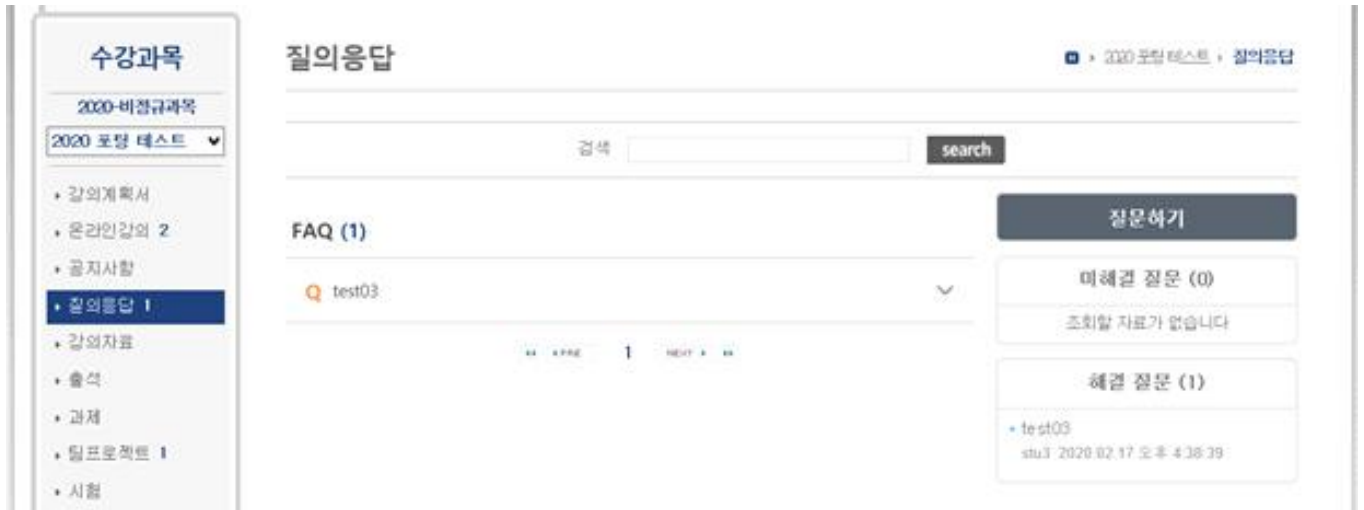 수강과목
2020-비정규과목
2020 포털 테스트
강의계획서
온라인강의 2
공지사항
질의응답 1
강의자료
출석
과제
팀프로젝트 1
시험
질의응답
2020 포털 테스트 › 질의응답
검색
search
FAQ (1)
Q test03
PRE 1 NEXT
질문하기
미해결 질문 (0)
조회할 자료가 없습니다
해결 질문 (1)
test03
stu3 2020.02.17 오후 4:38:39